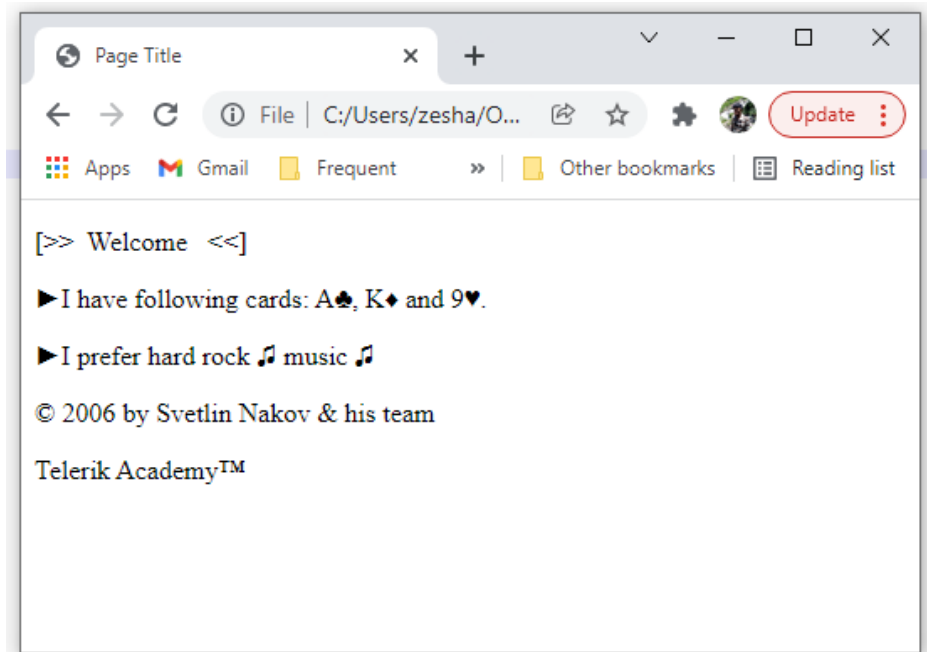 Page Title
File | C:/Users/zesha/O...
Update
Apps Gmail Frequent » Other bookmarks Reading list
[>> Welcome <<]
►I have following cards: A♣, K♦ and 9♥.
►I prefer hard rock ♫ music ♫
© 2006 by Svetlin Nakov & his team
Telerik Academy™